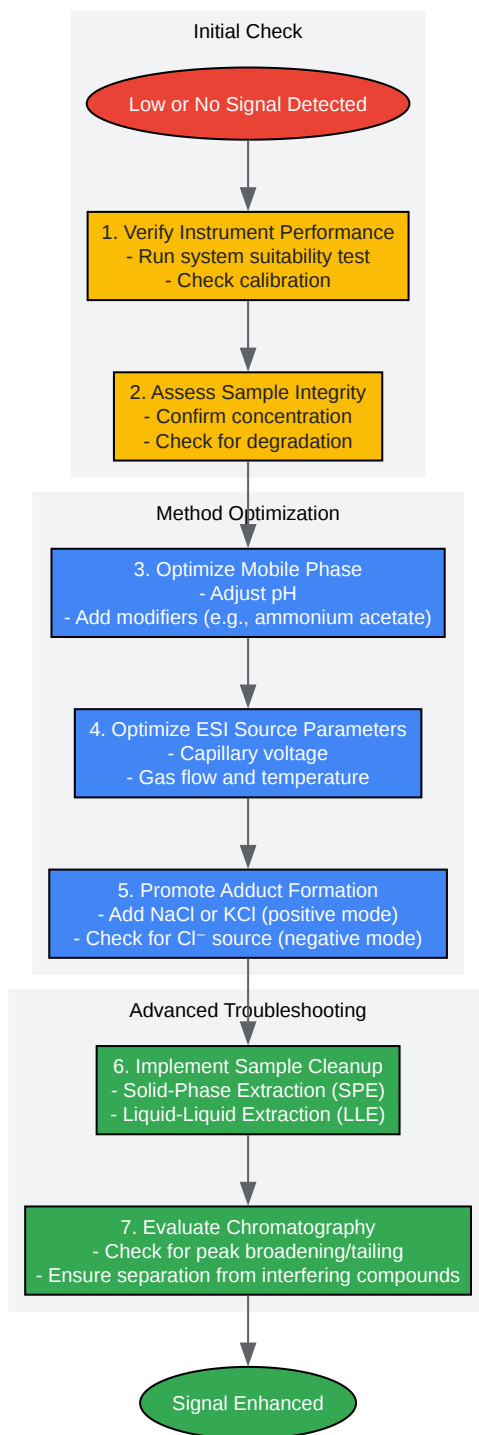 Initial Check
Low or No Signal Detected
1. Verify Instrument Performance
- Run system suitability test
- Check calibration
2. Assess Sample Integrity
- Confirm concentration
- Check for degradation
Method Optimization
3. Optimize Mobile Phase
- Adjust pH
- Add modifiers (e.g., ammonium acetate)
4. Optimize ESI Source Parameters
- Capillary voltage
- Gas flow and temperature
5. Promote Adduct Formation
- Add NaCl or KCl (positive mode)
- Check for Cl⁻ source (negative mode)
Advanced Troubleshooting
6. Implement Sample Cleanup
- Solid-Phase Extraction (SPE)
- Liquid-Liquid Extraction (LLE)
7. Evaluate Chromatography
- Check for peak broadening/tailing
- Ensure separation from interfering compounds
Signal Enhanced